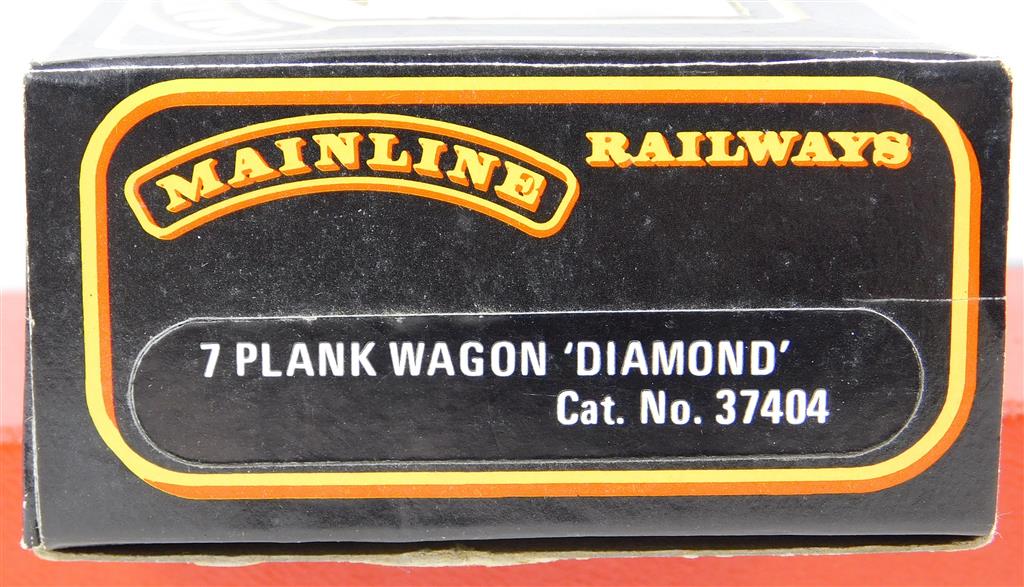 MAINLINE RAILWAYS
7 PLANK WAGON ‘DIAMOND’
Cat. No. 37404